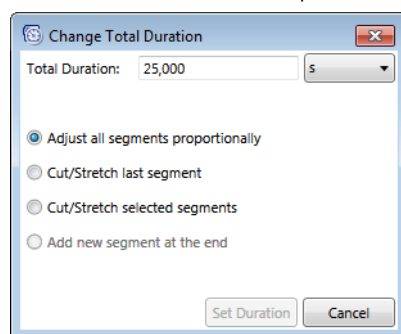 Change Total Duration
Total Duration: 25,000 s
Adjust all segments proportionally
Cut/Stretch last segment
Cut/Stretch selected segments
Add new segment at the end
Set Duration Cancel